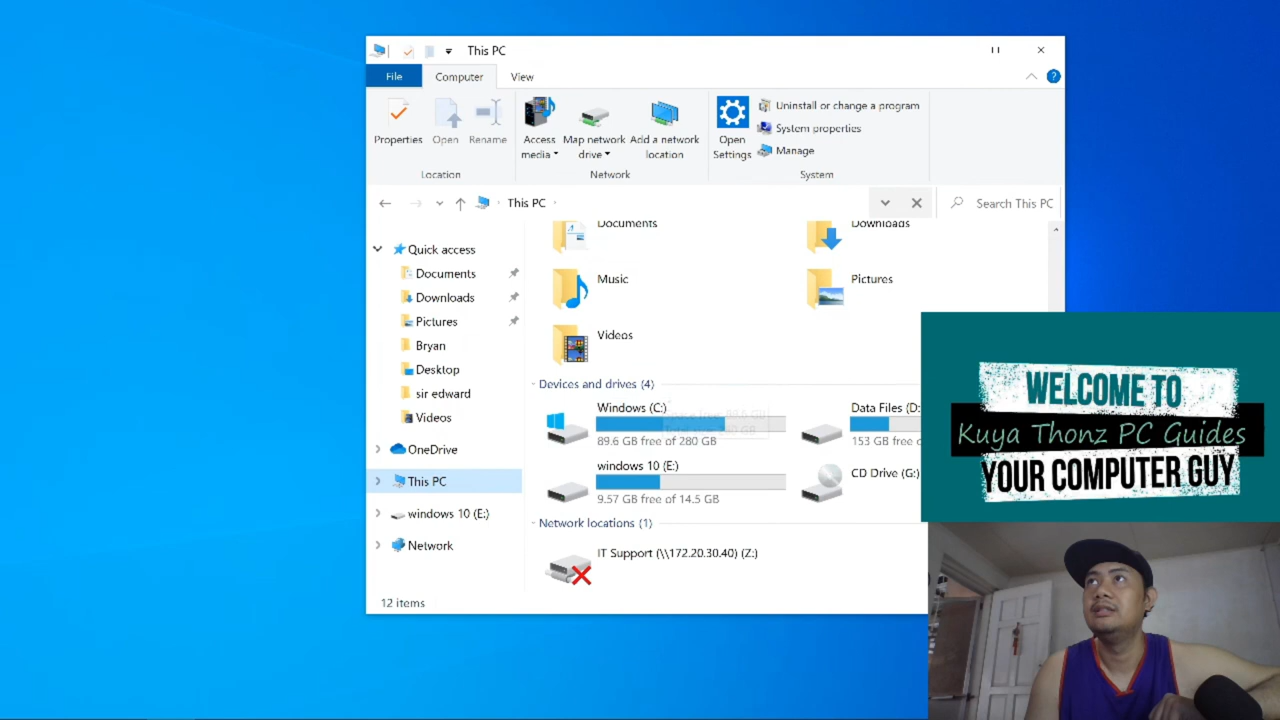 This PC
File
Computer
View
Properties
Open
Rename
Access media
Map network drive
Add a network location
Open Settings
Uninstall or change a program
System properties
Manage
Location
Network
System
This PC
Search This PC
Quick access
Documents
Downloads
Pictures
Bryan
Desktop
sir edward
Videos
OneDrive
This PC
windows 10 (E:)
Network
Documents
Downloads
Music
Pictures
Videos
Devices and drives (4)
Windows (C:)
89.6 GB free of 280 GB
Data Files (D:
153 GB free
windows 10 (E:)
9.57 GB free of 14.5 GB
CD Drive (G:)
Network locations (1)
IT Support (\\172.20.30.40) (Z:)
12 items
WELCOME TO
Kuya Thonz PC Guides
YOUR COMPUTER GUY